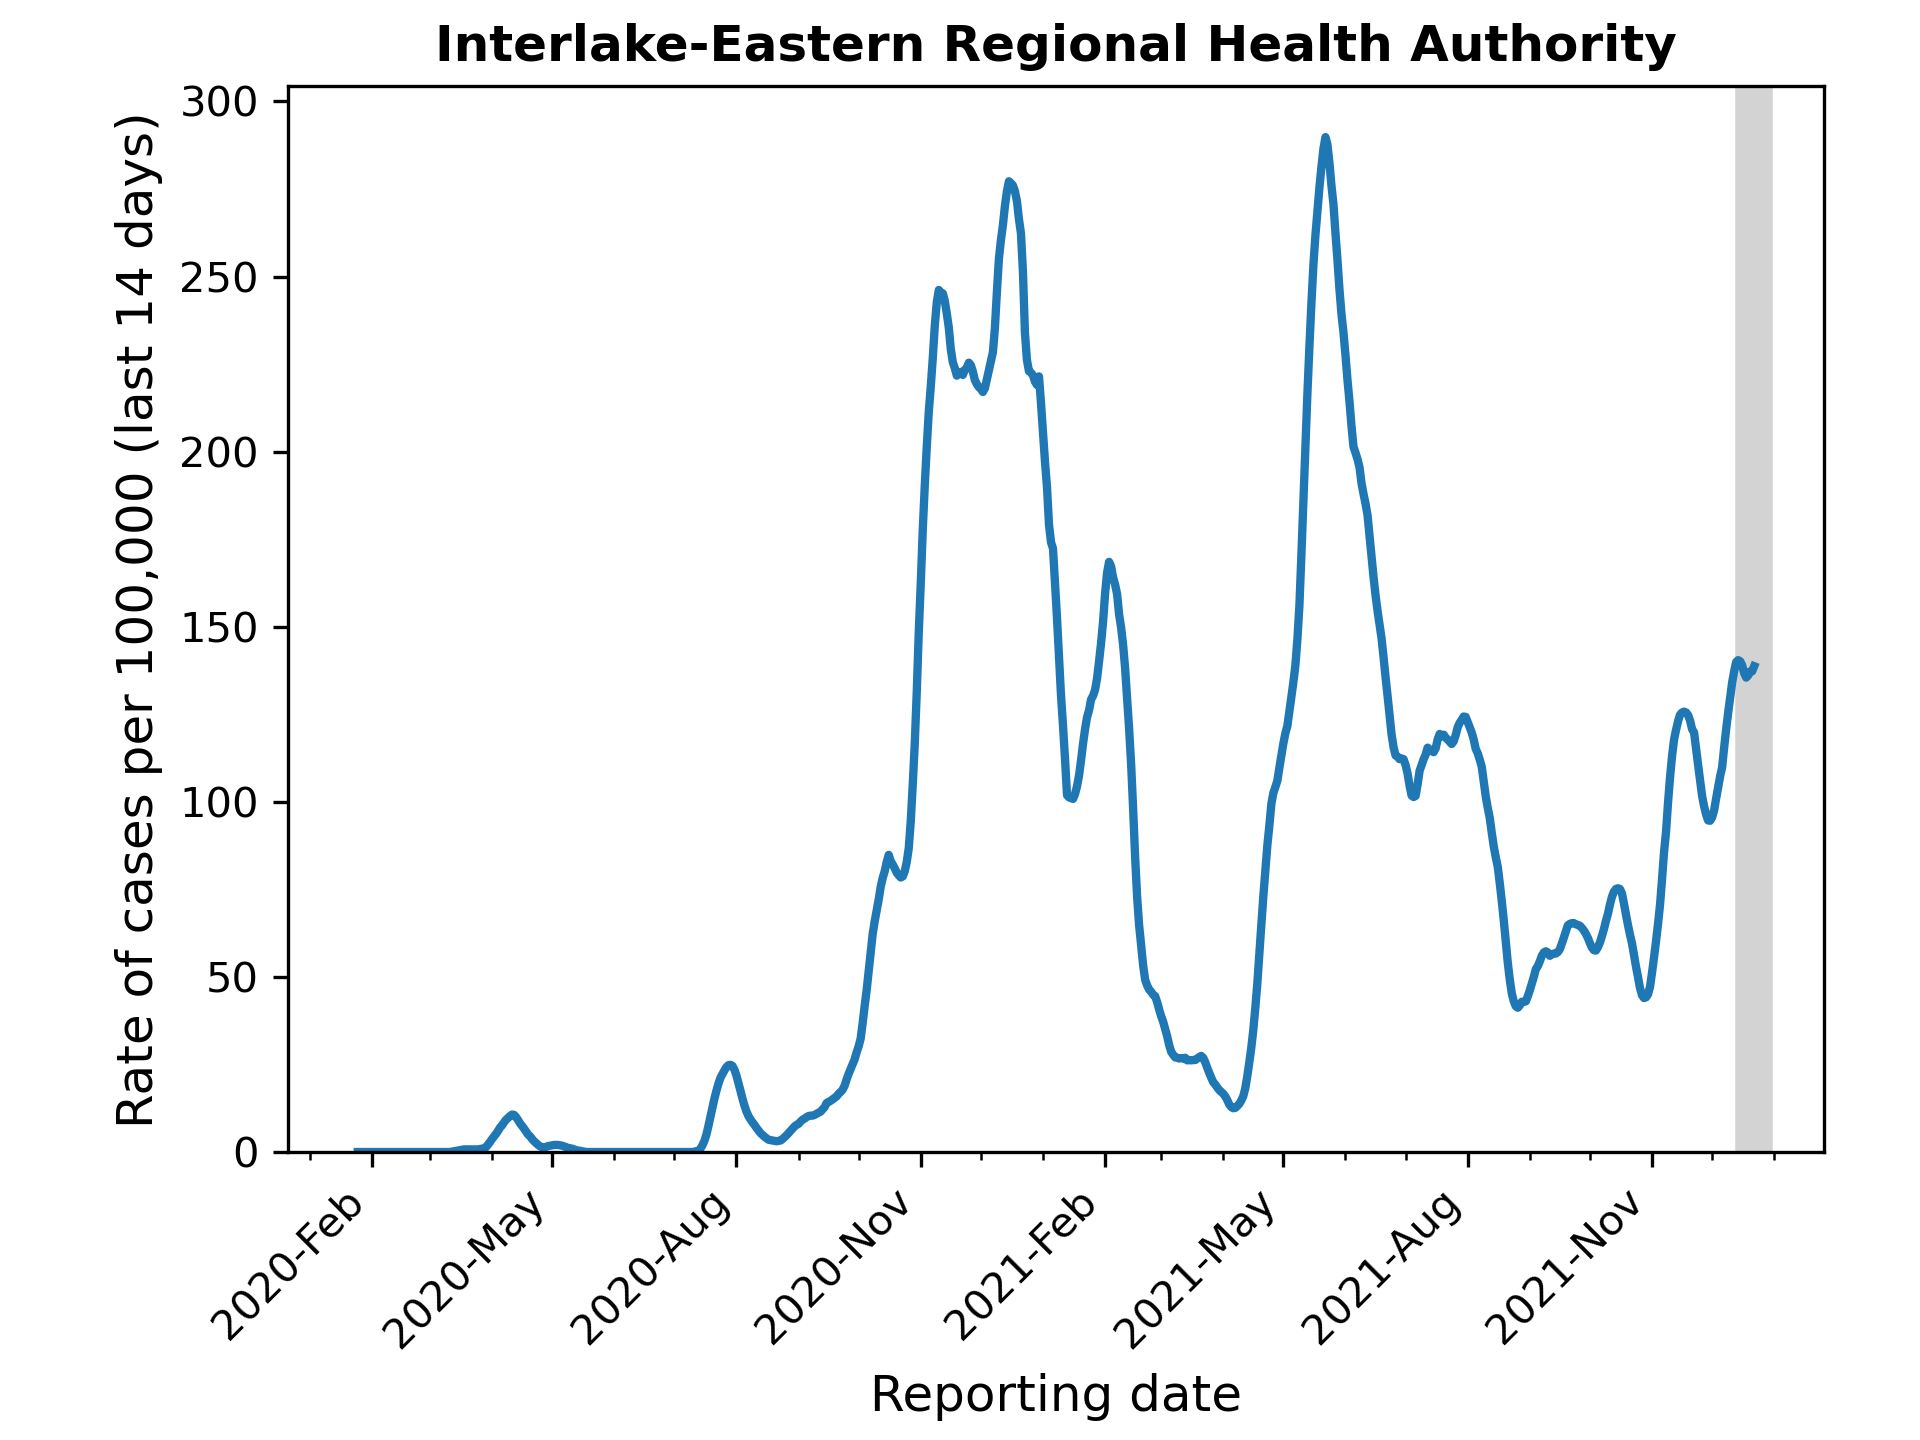 Interlake-Eastern Regional Health Authority
Rate of cases per 100,000 (last 14 days)
300
250
200
150
100
50
0
2020-Feb
2020-May
2020-Aug
2020-Nov
2021-Feb
2021-May
2021-Aug
2021-Nov
Reporting date